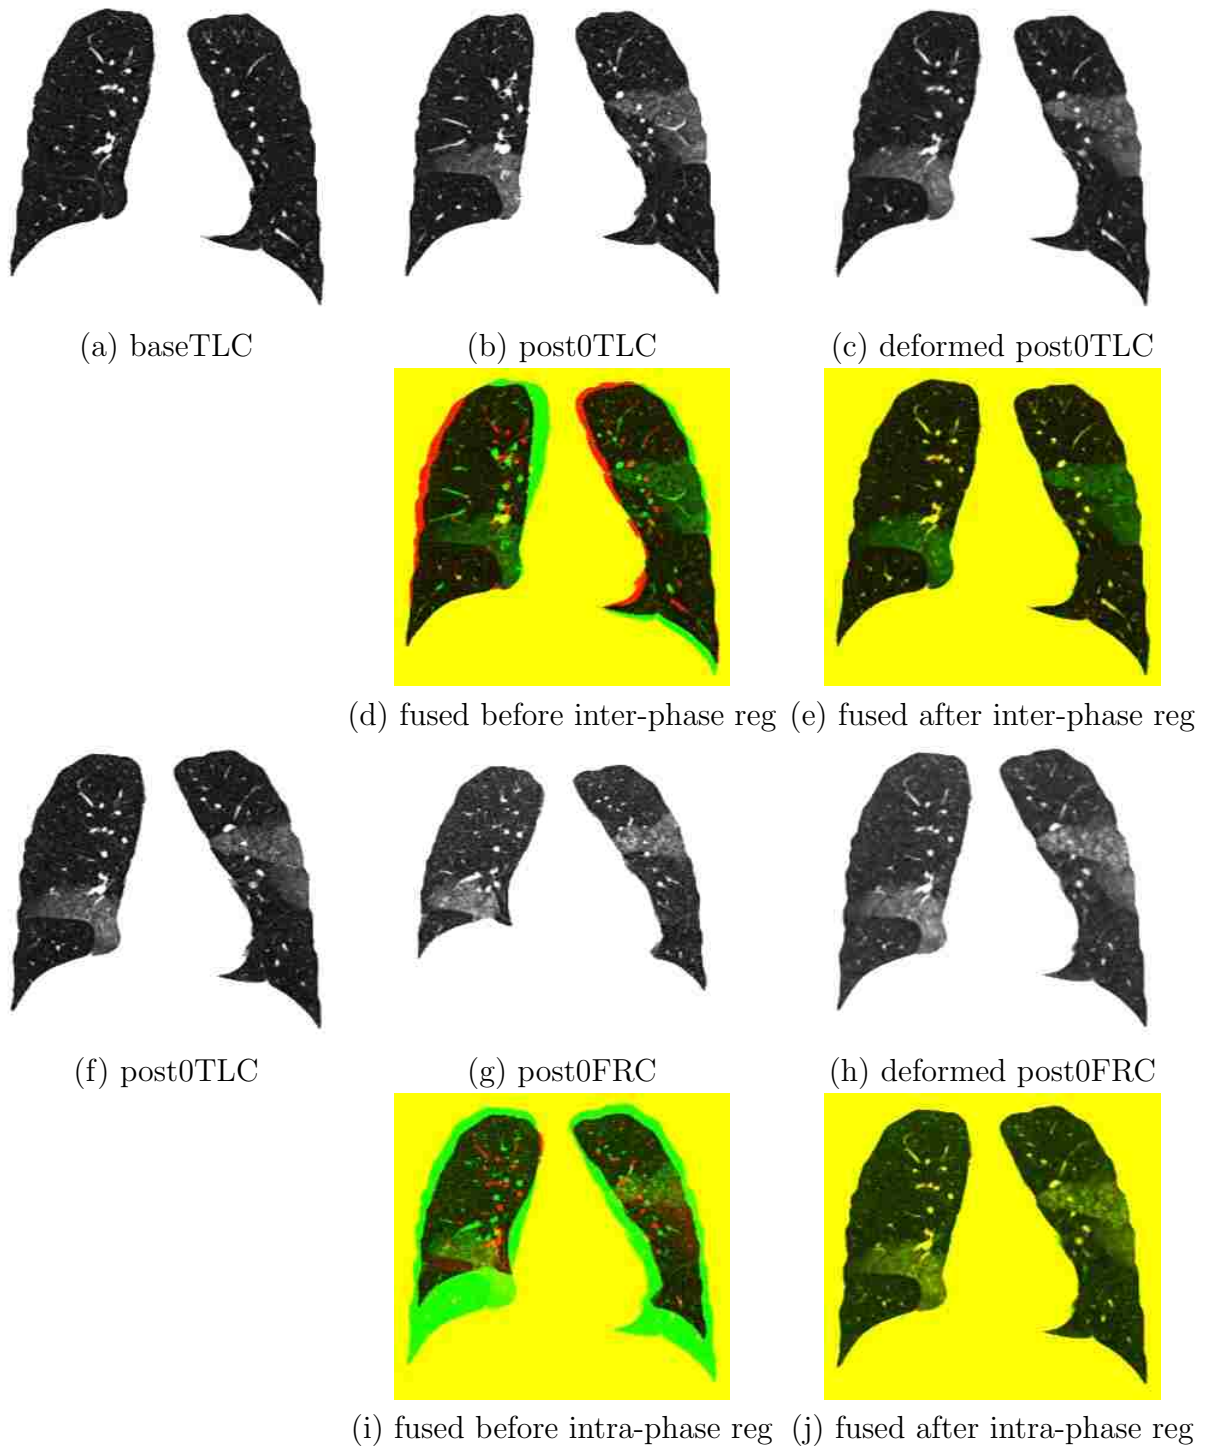 (a) baseTLC
(b) post0TLC
(c) deformed post0TLC
(d) fused before inter-phase reg
(e) fused after inter-phase reg
(f) post0TLC
(g) post0FRC
(h) deformed post0FRC
(i) fused before intra-phase reg
(j) fused after intra-phase reg